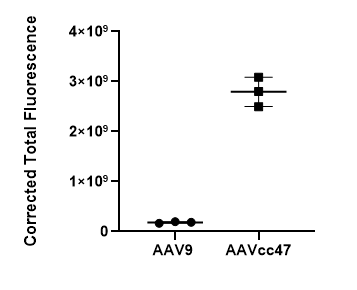 Corrected Total Fluorescence
4×10⁹
3×10⁹
2×10⁹
1×10⁹
0
AAV9 AAVcc47